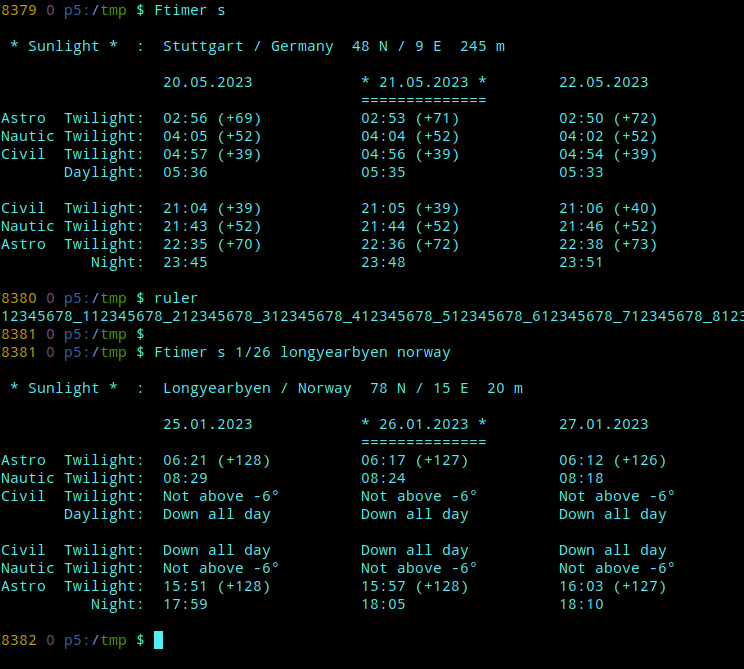 8379 0 p5:/tmp $ Ftimer s
 * Sunlight *  :  Stuttgart / Germany  48 N / 9 E  245 m
                  20.05.2023            * 21.05.2023 *        22.05.2023
                                        ==============
Astro  Twilight:  02:56 (+69)           02:53 (+71)           02:50 (+72)
Nautic Twilight:  04:05 (+52)           04:04 (+52)           04:02 (+52)
Civil  Twilight:  04:57 (+39)           04:56 (+39)           04:54 (+39)
       Daylight:  05:36                 05:35                 05:33
Civil  Twilight:  21:04 (+39)           21:05 (+39)           21:06 (+40)
Nautic Twilight:  21:43 (+52)           21:44 (+52)           21:46 (+52)
Astro  Twilight:  22:35 (+70)           22:36 (+72)           22:38 (+73)
          Night:  23:45                 23:48                 23:51
8380 0 p5:/tmp $ ruler
12345678_112345678_212345678_312345678_412345678_512345678_612345678_712345678_8123
8381 0 p5:/tmp $
8381 0 p5:/tmp $ Ftimer s 1/26 longyearbyen norway
 * Sunlight *  :  Longyearbyen / Norway  78 N / 15 E  20 m
                  25.01.2023            * 26.01.2023 *        27.01.2023
                                        ==============
Astro  Twilight:  06:21 (+128)          06:17 (+127)          06:12 (+126)
Nautic Twilight:  08:29                 08:24                 08:18
Civil  Twilight:  Not above -6°         Not above -6°         Not above -6°
       Daylight:  Down all day          Down all day          Down all day
Civil  Twilight:  Down all day          Down all day          Down all day
Nautic Twilight:  Not above -6°         Not above -6°         Not above -6°
Astro  Twilight:  15:51 (+128)          15:57 (+128)          16:03 (+127)
          Night:  17:59                 18:05                 18:10
8382 0 p5:/tmp $